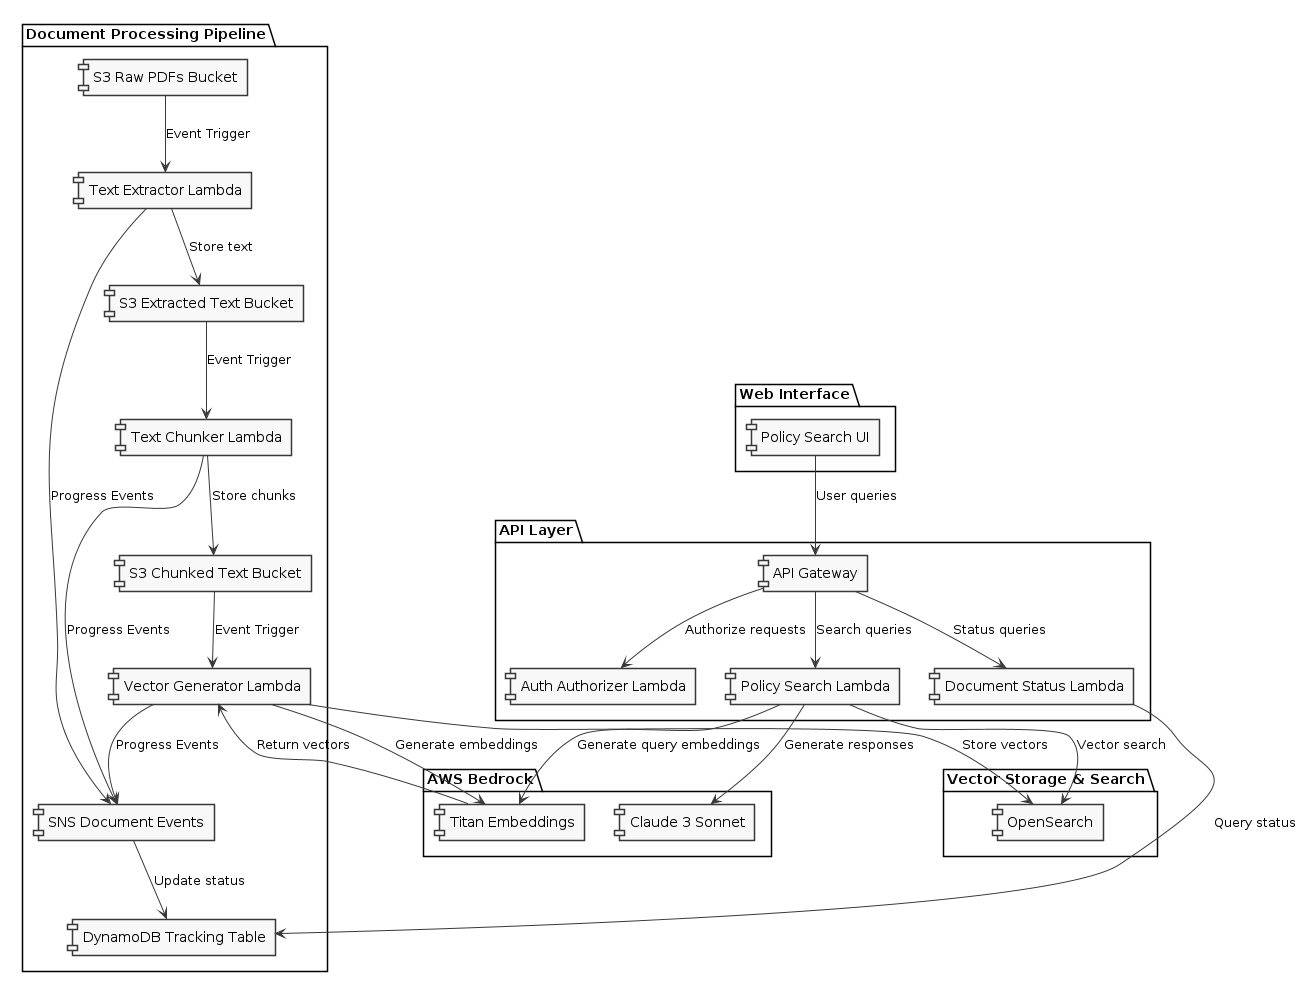 Document Processing Pipeline
S3 Raw PDFs Bucket
Event Trigger
Text Extractor Lambda
Store text
S3 Extracted Text Bucket
Event Trigger
Text Chunker Lambda
Progress Events
Store chunks
S3 Chunked Text Bucket
Progress Events
Event Trigger
Vector Generator Lambda
Progress Events
Return vectors
Generate embeddings
SNS Document Events
Update status
DynamoDB Tracking Table
Web Interface
Policy Search UI
User queries
API Layer
API Gateway
Authorize requests
Search queries
Status queries
Auth Authorizer Lambda
Policy Search Lambda
Document Status Lambda
Generate query embeddings
Generate responses
Store vectors
Vector search
AWS Bedrock
Titan Embeddings
Claude 3 Sonnet
Vector Storage & Search
OpenSearch
Query status